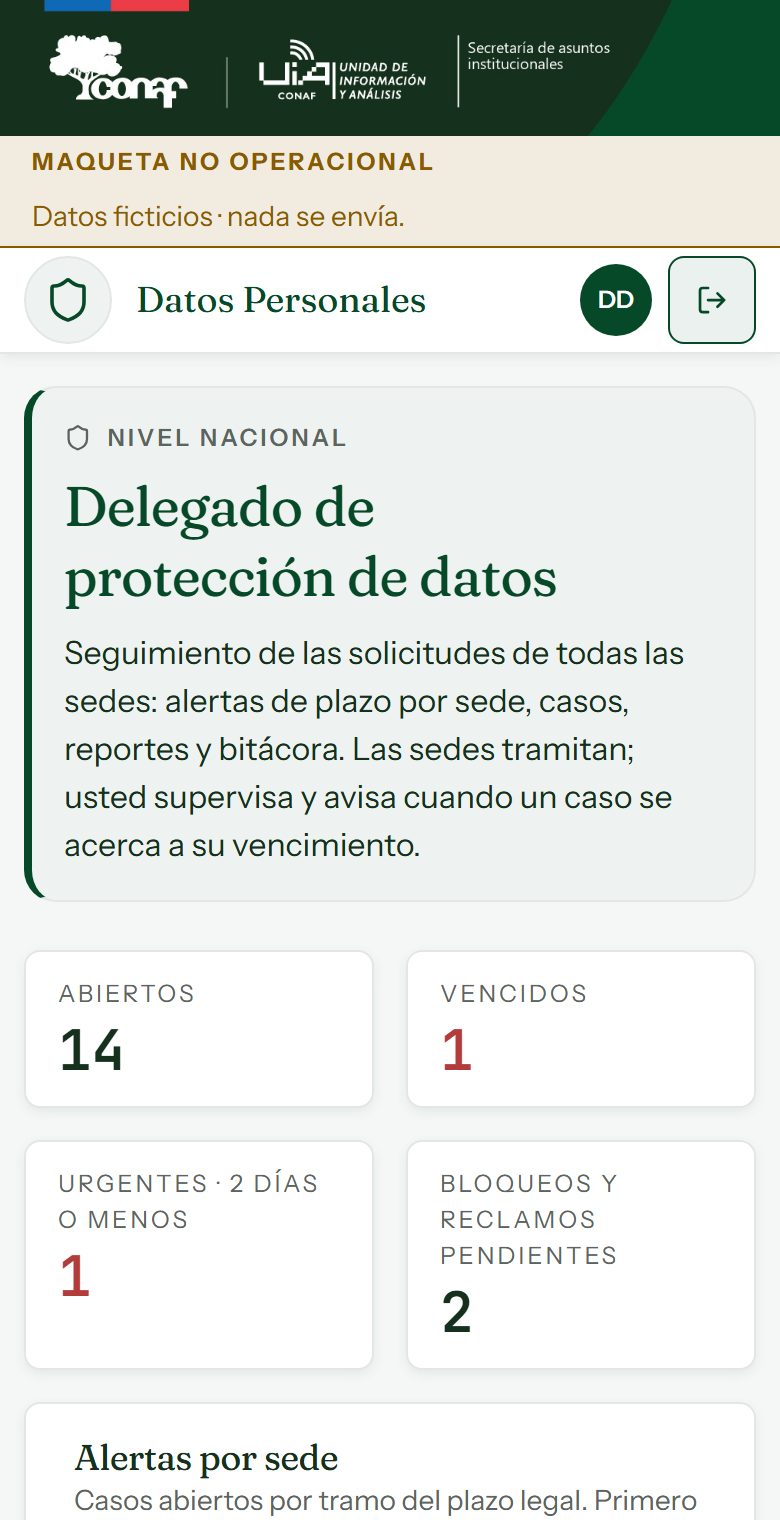 conaf
UIA
CONAF
UNIDAD DE
INFORMACIÓN
Y ANÁLISIS
Secretaría de asuntos
institucionales
MAQUETA NO OPERACIONAL
Datos ficticios · nada se envía.
Datos Personales
DD
NIVEL NACIONAL
Delegado de
protección de datos
Seguimiento de las solicitudes de todas las
sedes: alertas de plazo por sede, casos,
reportes y bitácora. Las sedes tramitan;
usted supervisa y avisa cuando un caso se
acerca a su vencimiento.
ABIERTOS
14
VENCIDOS
1
URGENTES · 2 DÍAS
O MENOS
1
BLOQUEOS Y
RECLAMOS
PENDIENTES
2
Alertas por sede
Casos abiertos por tramo del plazo legal. Primero